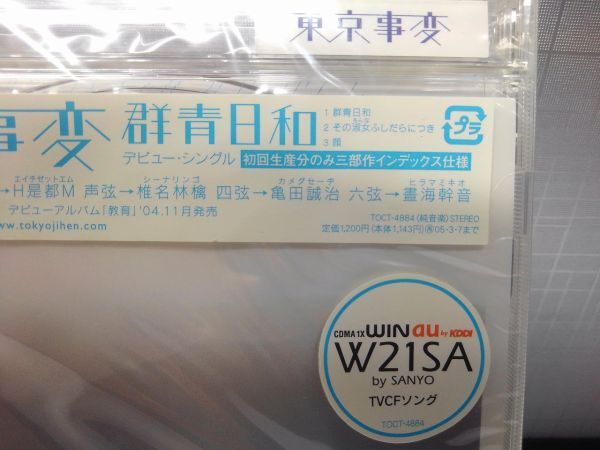 東京事変
事変 群青日和
1 群青日和
2 その淑女ふしだらにつき
3 顔
プラ
デビュー・シングル 初回生産分のみ三部作インデックス仕様
エイチゼットエム シーナリンゴ カメダセーヂ ヒラマミキオ
→H是都M 声弦→椎名林檎 四弦→亀田誠治 六弦→晝海幹音
デビューアルバム「教育」'04.11月発売
TOCT-4884 (純音楽) STEREO
w.tokyojihen.com
定価1,200円(本体1,143円)再05・3・7まで
CDMA 1X WIN au by KDDI
W21SA
by SANYO
TVCFソング
TOCT-4884